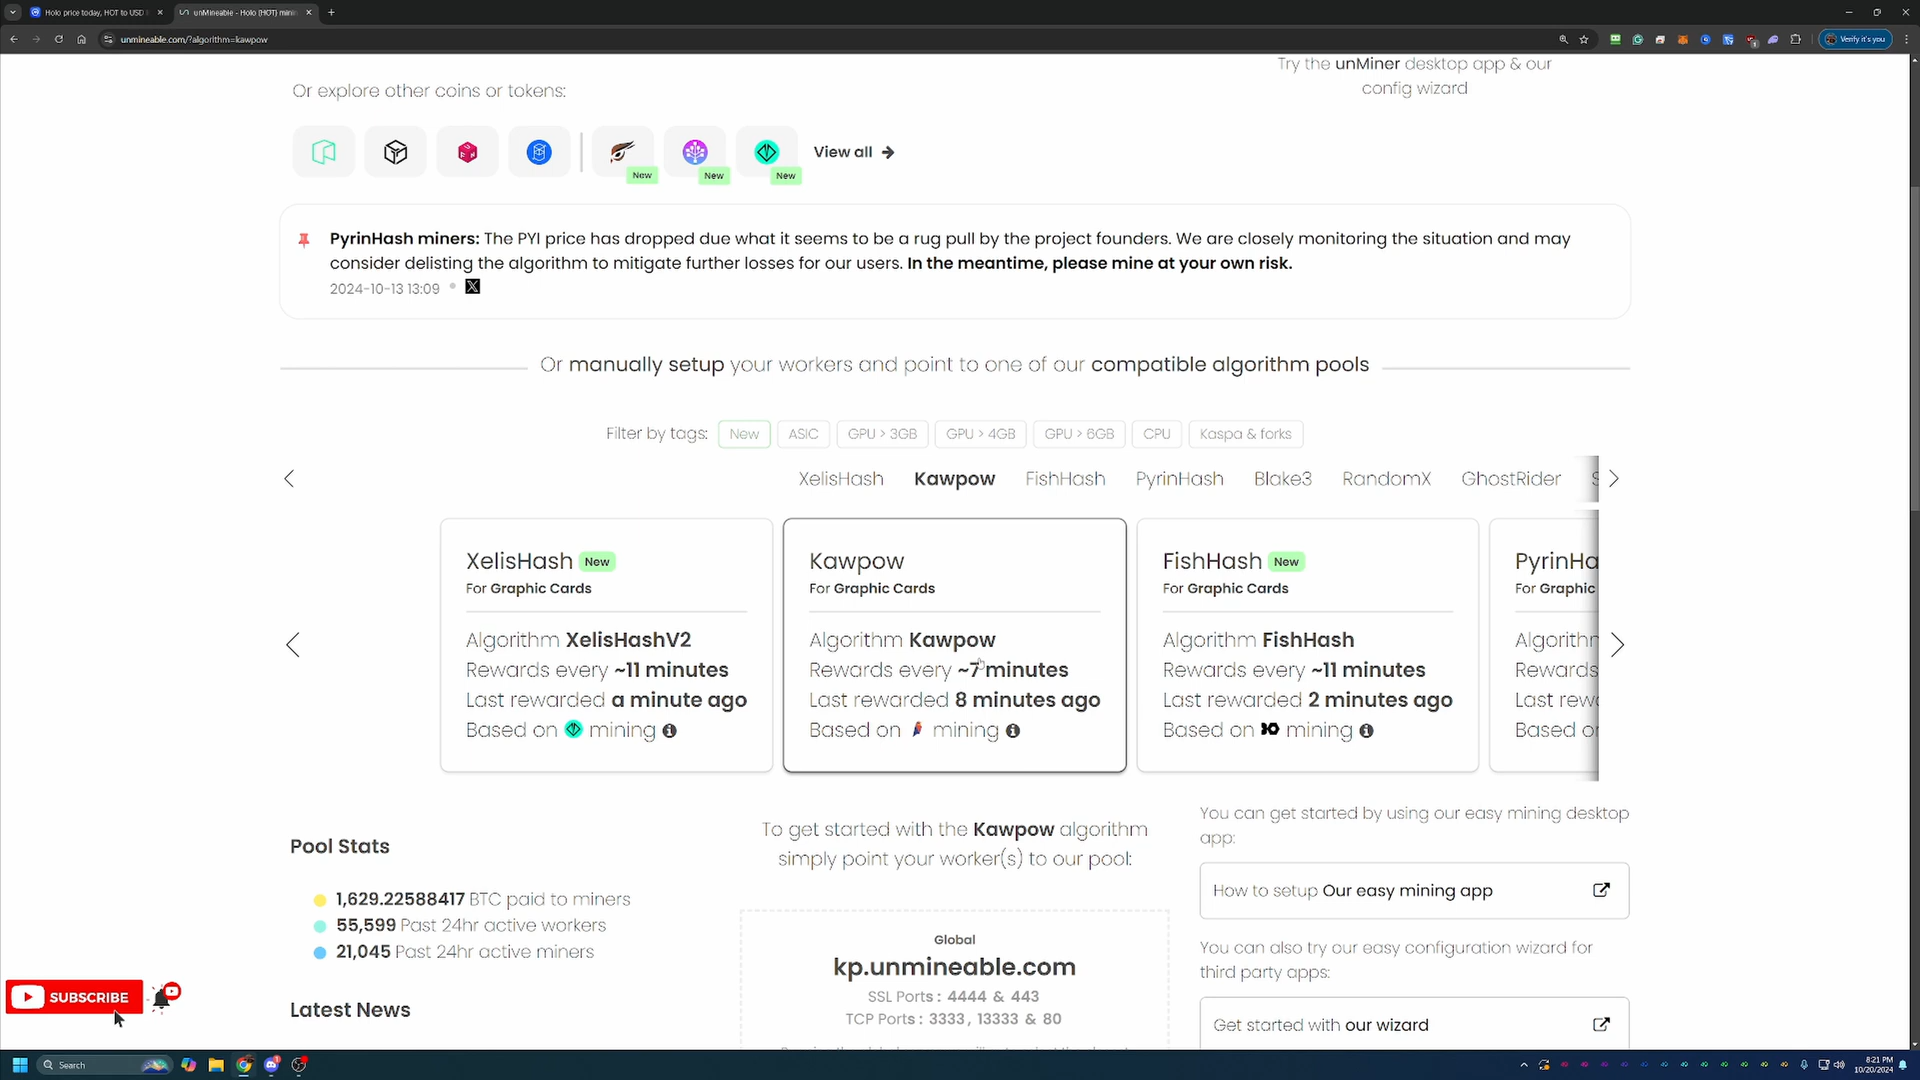 Holo price today, HOT to USD
unMineable - Holo (HOT) minin
unmineable.com/?algorithm=kawpow
Verify it's you
Try the unMiner desktop app & our
config wizard
Or explore other coins or tokens:
New
New
New
View all
PyrinHash miners: The PYI price has dropped due what it seems to be a rug pull by the project founders. We are closely monitoring the situation and may
consider delisting the algorithm to mitigate further losses for our users. In the meantime, please mine at your own risk.
2024-10-13 13:09
Or manually setup your workers and point to one of our compatible algorithm pools
Filter by tags: New ASIC GPU > 3GB GPU > 4GB GPU > 6GB CPU Kaspa & forks
XelisHash Kawpow FishHash PyrinHash Blake3 RandomX GhostRider S
XelisHash New
For Graphic Cards
Algorithm XelisHashV2
Rewards every ~11 minutes
Last rewarded a minute ago
Based on mining
Kawpow
For Graphic Cards
Algorithm Kawpow
Rewards every ~7 minutes
Last rewarded 8 minutes ago
Based on mining
FishHash New
For Graphic Cards
Algorithm FishHash
Rewards every ~11 minutes
Last rewarded 2 minutes ago
Based on mining
PyrinHa
For Graphic
Algorithm
Rewards
Last rew
Based o
Pool Stats
1,629.22588417 BTC paid to miners
55,599 Past 24hr active workers
21,045 Past 24hr active miners
Latest News
To get started with the Kawpow algorithm
simply point your worker(s) to our pool:
Global
kp.unmineable.com
SSL Ports : 4444 & 443
TCP Ports : 3333 , 13333 & 80
You can get started by using our easy mining desktop
app:
How to setup Our easy mining app
You can also try our easy configuration wizard for
third party apps:
Get started with our wizard
SUBSCRIBE
Search
8:21 PM
10/20/2024